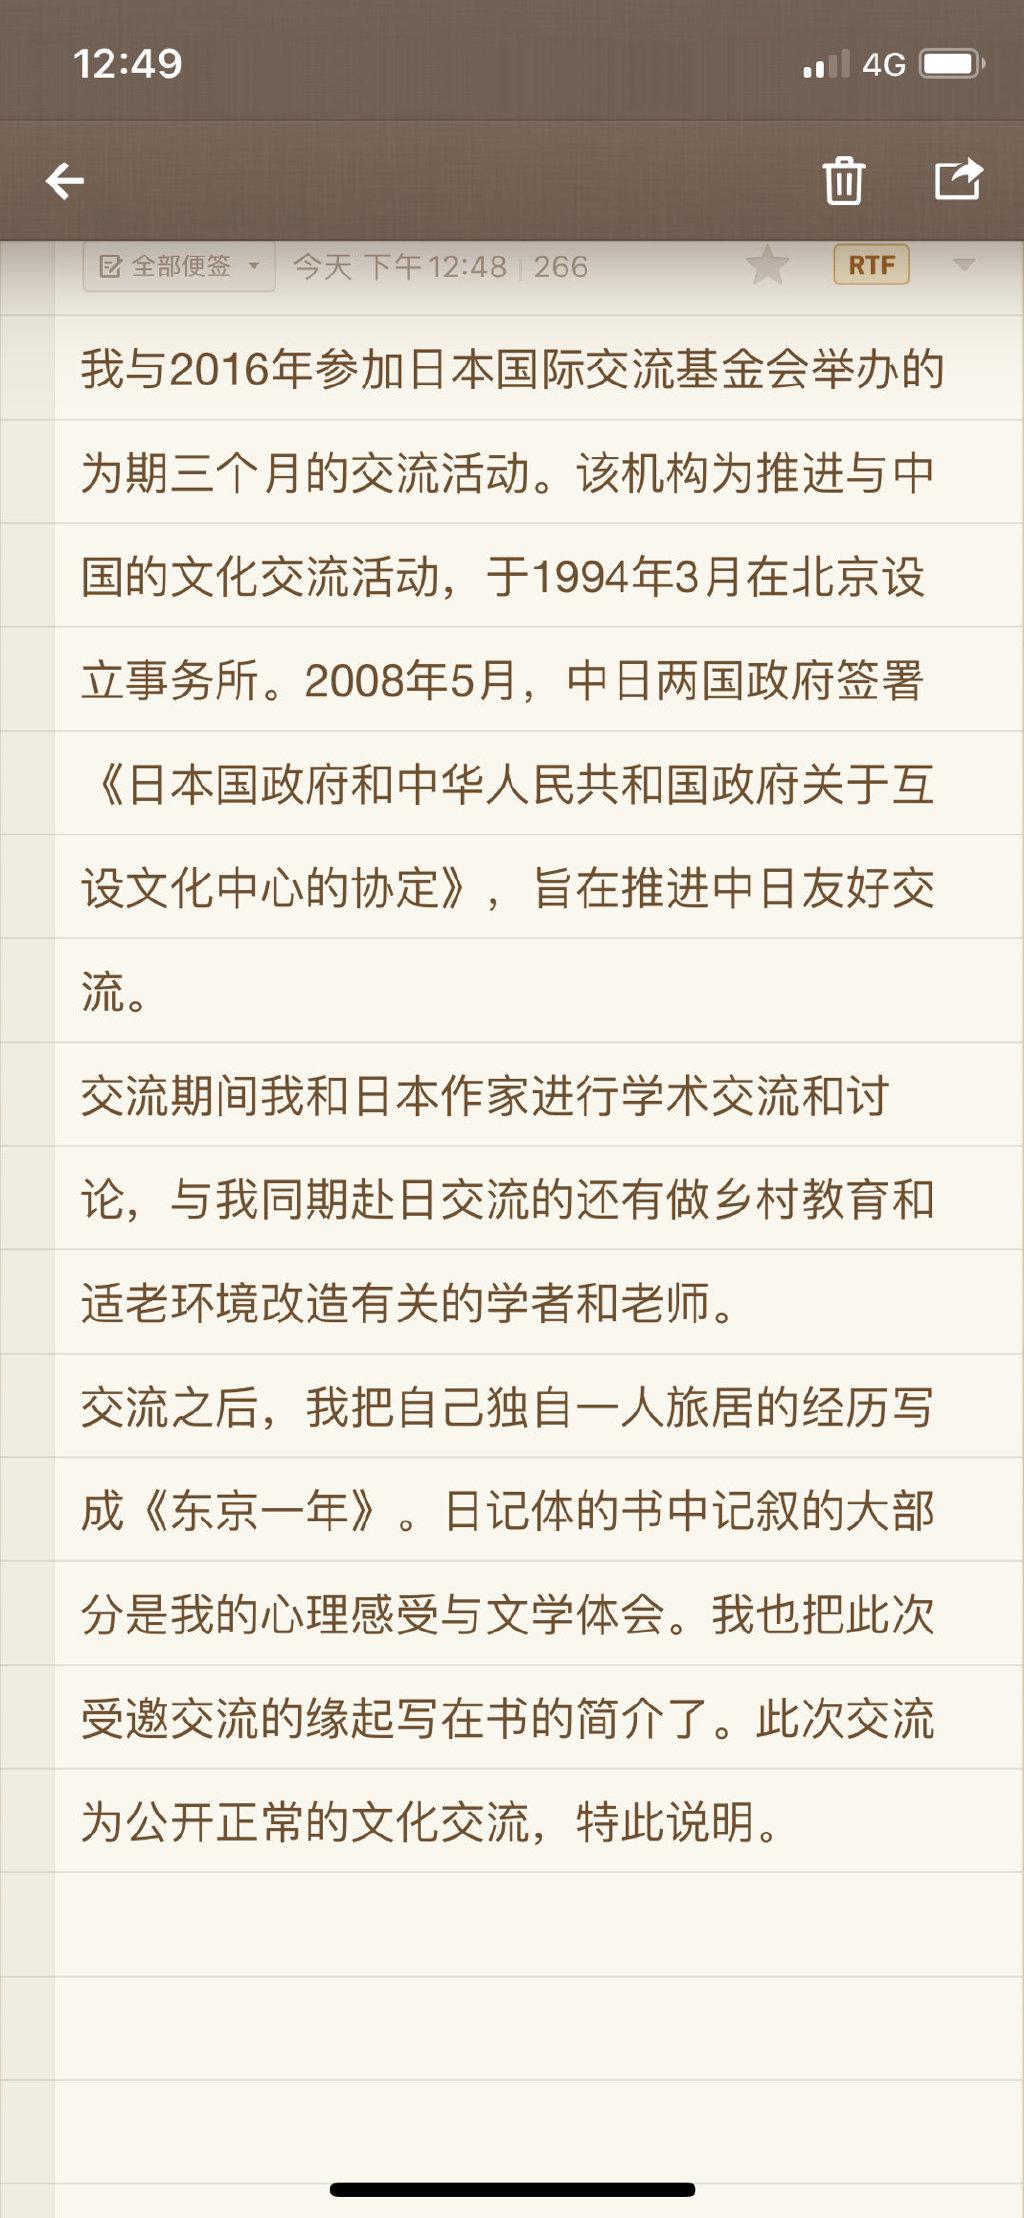 12:49
4G
全部便签 今天 下午12:48 266 RTF
我与2016年参加日本国际交流基金会举办的
为期三个月的交流活动。该机构为推进与中
国的文化交流活动，于1994年3月在北京设
立事务所。2008年5月，中日两国政府签署
《日本国政府和中华人民共和国政府关于互
设文化中心的协定》，旨在推进中日友好交
流。
交流期间我和日本作家进行学术交流和讨
论，与我同期赴日交流的还有做乡村教育和
适老环境改造有关的学者和老师。
交流之后，我把自己独自一人旅居的经历写
成《东京一年》。日记体的书中记叙的大部
分是我的心理感受与文学体会。我也把此次
受邀交流的缘起写在书的简介了。此次交流
为公开正常的文化交流，特此说明。